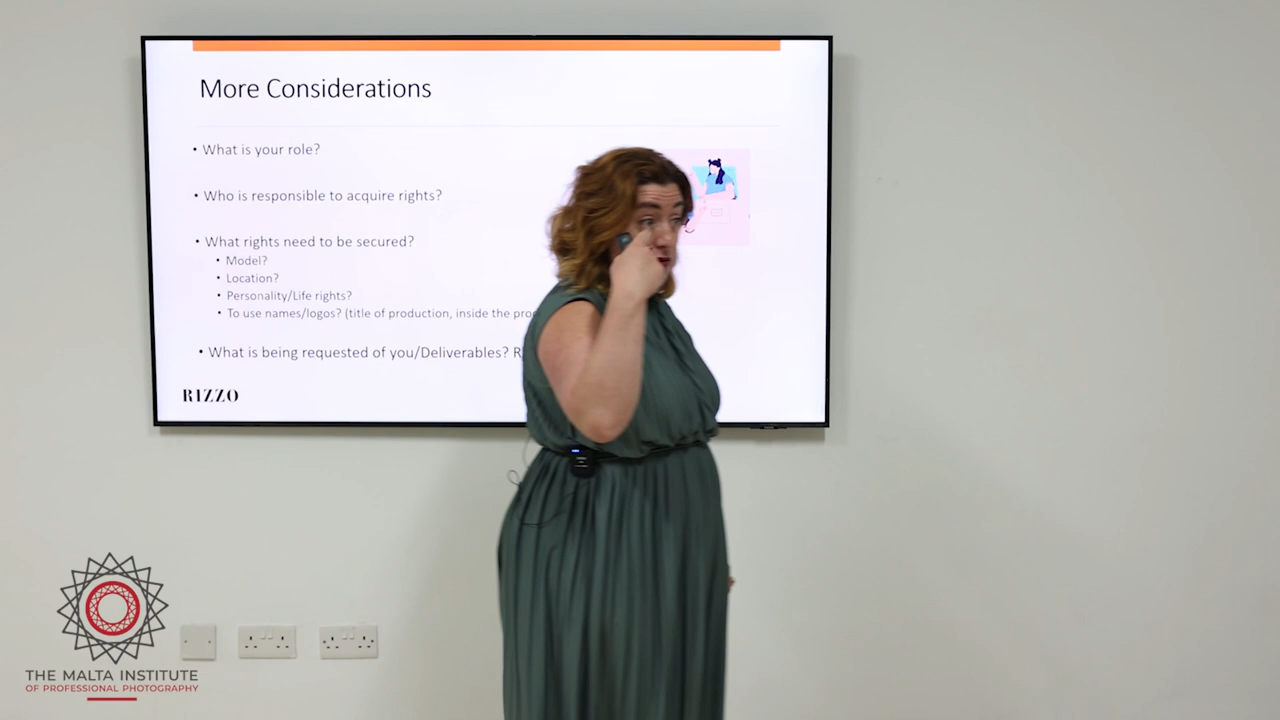 More Considerations
• What is your role?
• Who is responsible to acquire rights?
• What rights need to be secured?
• Model?
• Location?
• Personality/Life rights?
• To use names/logos? (title of production, inside the
• What is being requested of you/Deliverables?
RIZZO
THE MALTA INSTITUTE
OF PROFESSIONAL PHOTOGRAPHY